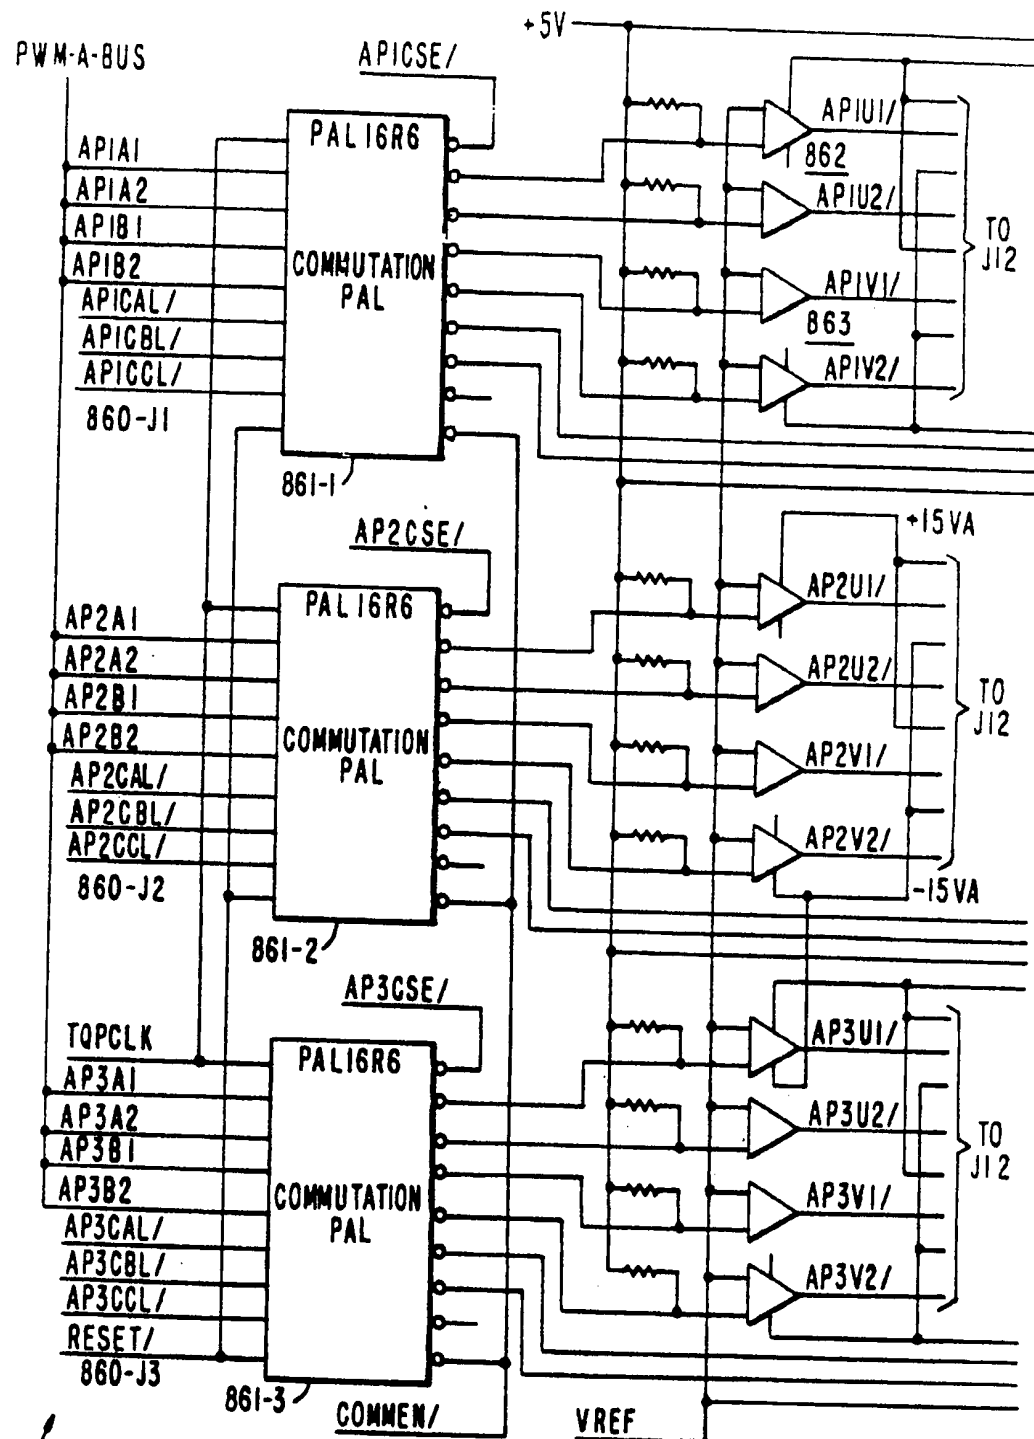 +5V
PWM-A-BUS
AP1CSE/
PAL16R6
AP1A1
AP1A2
AP1B1
AP1B2
AP1CAL/
AP1CBL/
AP1CCL/
860-J1
COMMUTATION
PAL
861-1
AP1U1/
862
AP1U2/
AP1V1/
863
AP1V2/
TO
J12
AP2CSE/
PAL16R6
AP2A1
AP2A2
AP2B1
AP2B2
AP2CAL/
AP2CBL/
AP2CCL/
860-J2
COMMUTATION
PAL
861-2
+15VA
AP2U1/
AP2U2/
AP2V1/
AP2V2/
-15VA
TO
J12
AP3CSE/
PAL16R6
TQPCLK
AP3A1
AP3A2
AP3B1
AP3B2
AP3CAL/
AP3CBL/
AP3CCL/
RESET/
860-J3
COMMUTATION
PAL
861-3
AP3U1/
AP3U2/
AP3V1/
AP3V2/
TO
J12
COMMEN/
VREF